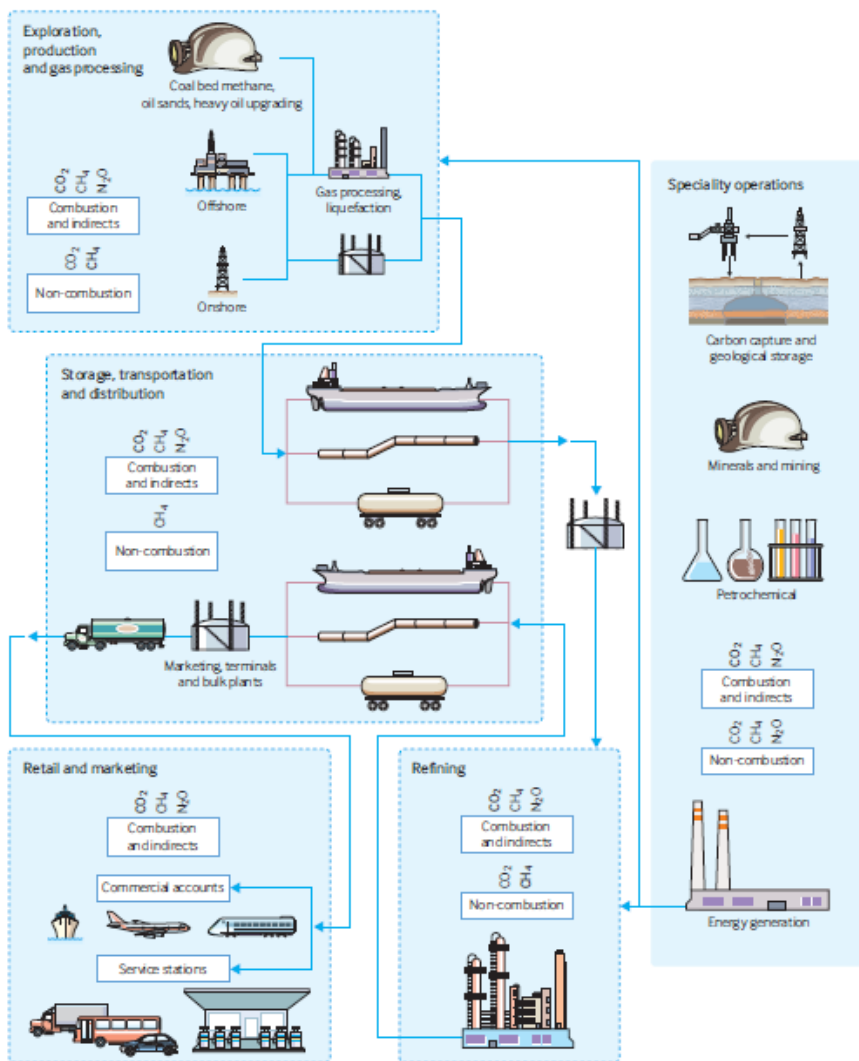 Exploration,
production
and gas processing
Coal bed methane,
oil sands, heavy oil upgrading
CO₂
CH₄
N₂O
Combustion
and indirects
CO₂
CH₄
Non-combustion
Offshore
Onshore
Gas processing,
liquefaction
Storage, transportation
and distribution
CO₂
CH₄
N₂O
Combustion
and indirects
CH₄
Non-combustion
Marketing, terminals
and bulk plants
Retail and marketing
CO₂
CH₄
N₂O
Combustion
and indirects
Commercial accounts
Service stations
Refining
CO₂
CH₄
N₂O
Combustion
and indirects
CO₂
CH₄
Non-combustion
Speciality operations
Carbon capture and
geological storage
Minerals and mining
Petrochemical
CO₂
CH₄
N₂O
Combustion
and indirects
CO₂
CH₄
N₂O
Non-combustion
Energy generation